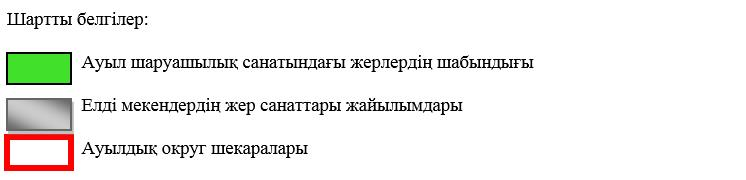 Шартты белгілер:
Ауыл шаруашылық санатындағы жерлердің шабындығы
Елді мекендердің жер санаттары жайылымдары
Ауылдық округ шекаралары